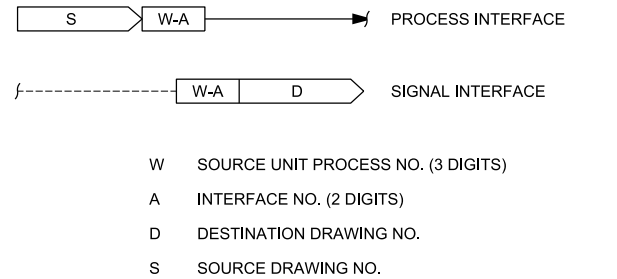 S W-A PROCESS INTERFACE
W-A D SIGNAL INTERFACE
W SOURCE UNIT PROCESS NO. (3 DIGITS)
A INTERFACE NO. (2 DIGITS)
D DESTINATION DRAWING NO.
S SOURCE DRAWING NO.